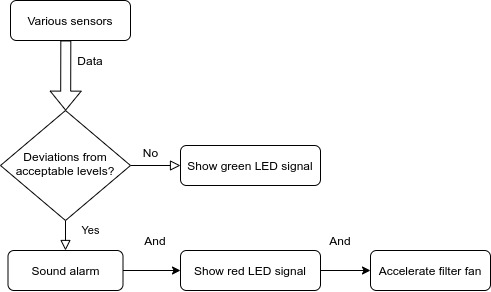 Various sensors
Data
Deviations from
acceptable levels?
No
Show green LED signal
Yes
Sound alarm
And
Show red LED signal
And
Accelerate filter fan